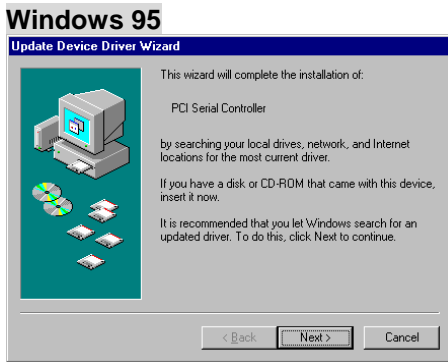 Windows 95
Update Device Driver Wizard
This wizard will complete the installation of:
PCI Serial Controller
by searching your local drives, network, and Internet
locations for the most current driver.
If you have a disk or CD-ROM that came with this device,
insert it now.
It is recommended that you let Windows search for an
updated driver. To do this, click Next to continue.
< Back Next > Cancel